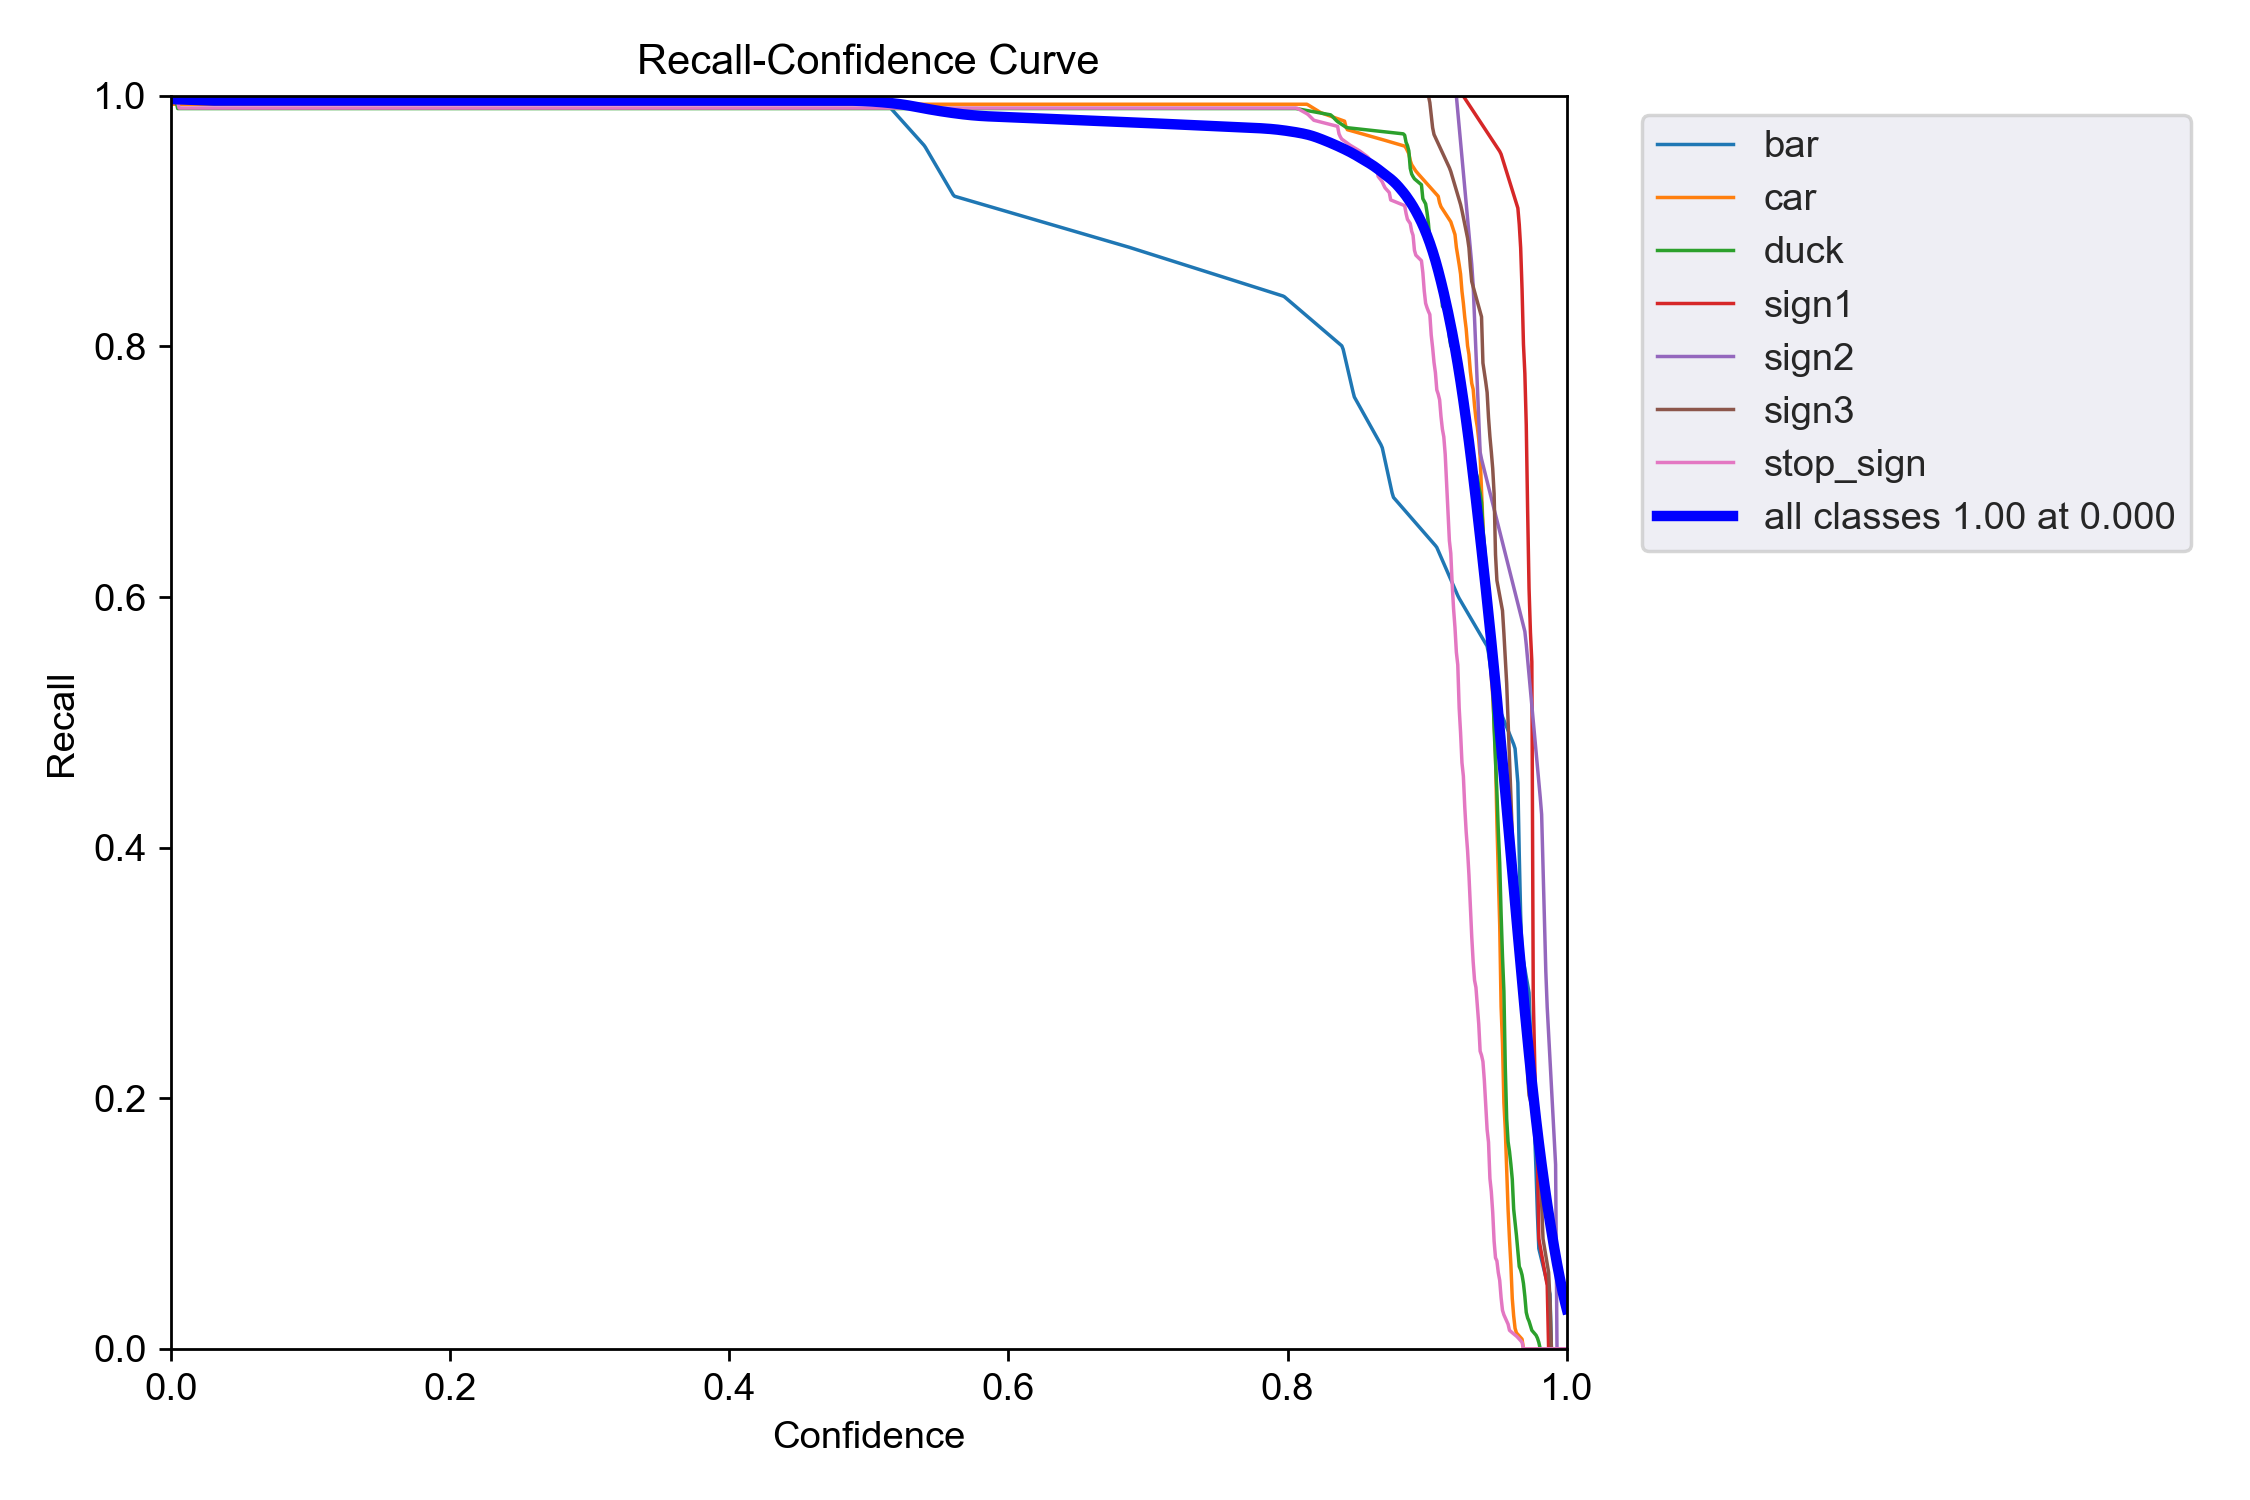 Recall-Confidence Curve
1.0
0.8
0.6
0.4
0.2
0.0
Recall
0.0 0.2 0.4 0.6 0.8 1.0
Confidence
bar
car
duck
sign1
sign2
sign3
stop_sign
all classes 1.00 at 0.000